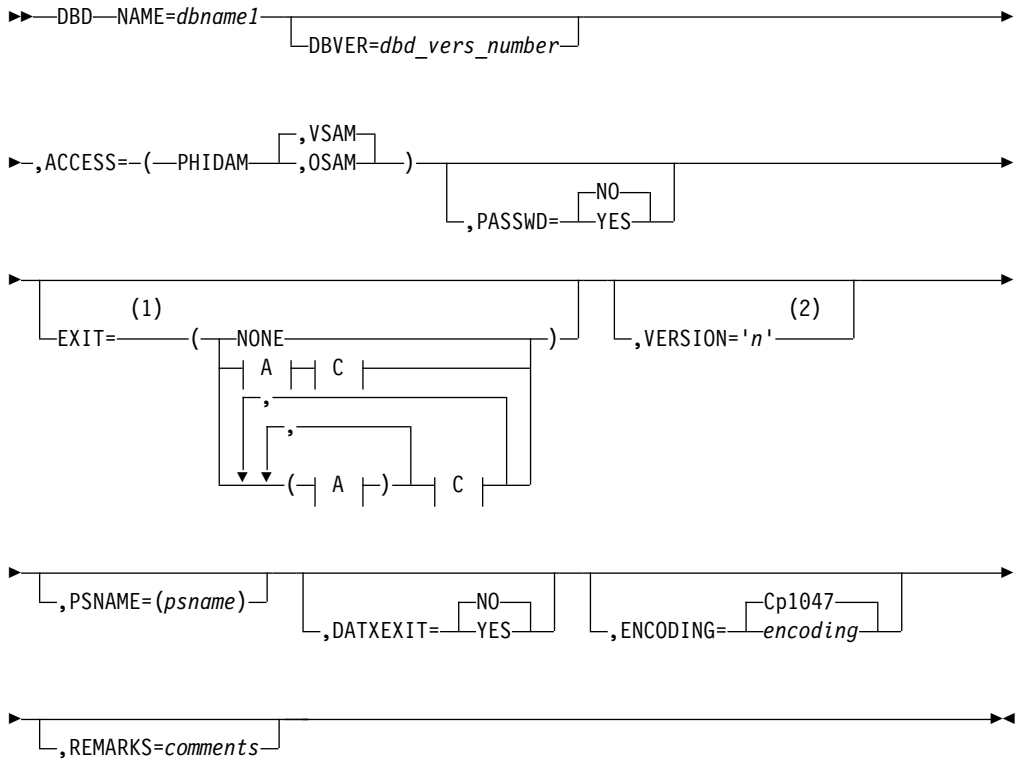 DBD NAME=dbname1
DBVER=dbd_vers_number
,VSAM
,ACCESS= ( PHIDAM ,OSAM )
NO
,PASSWD= YES
(1)
EXIT= ( NONE )
A C
,
,
( A ) C
(2)
,VERSION='n'
,PSNAME=(psname)
NO
,DATXEXIT= YES
Cp1047
,ENCODING= encoding
,REMARKS=comments